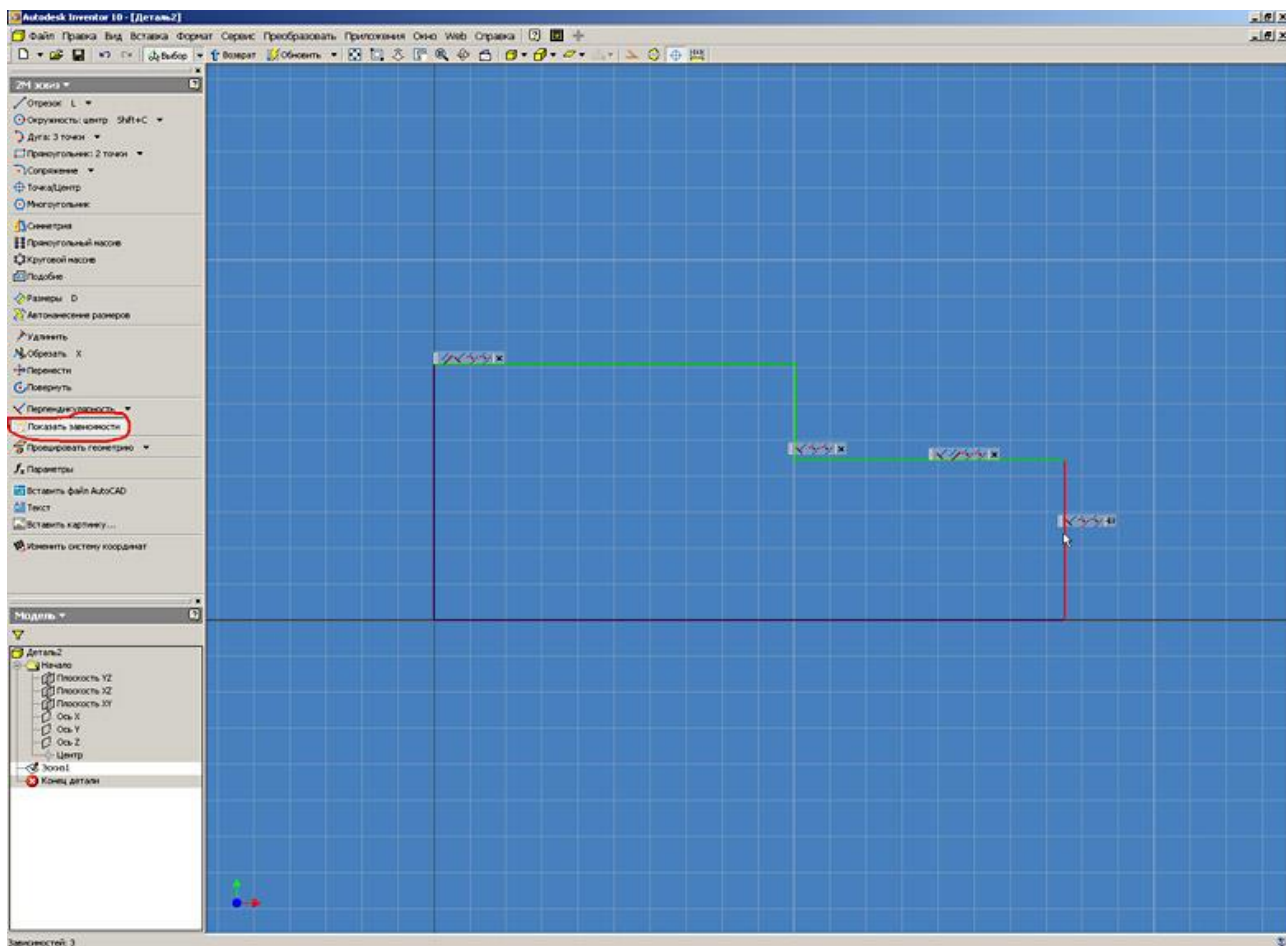 Autodesk Inventor 10 - [Деталь2]
Файл Правка Вид Вставка Формат Сервис Преобразовать Приложения Окно Web Справка
Выбор Возврат Обновить
2М эскиз
Отрезок L
Окружность: центр Shift+C
Дуга: 3 точки
Прямоугольник: 2 точки
Сопряжение
Точка/Центр
Многоугольник
Симметрия
Прямоугольный массив
Круговой массив
Подобие
Размеры D
Автонанесение размеров
Удлинить
Обрезать X
Перенести
Повернуть
Перпендикулярность
Показать зависимости
Проецировать геометрию
fx Параметры
Вставить файл AutoCAD
Текст
Вставить картинку...
Изменить систему координат
Модель
Деталь2
Начало
Плоскость YZ
Плоскость XZ
Плоскость XY
Ось X
Ось Y
Ось Z
Центр
Эскиз1
Конец детали
Зависимостей: 3